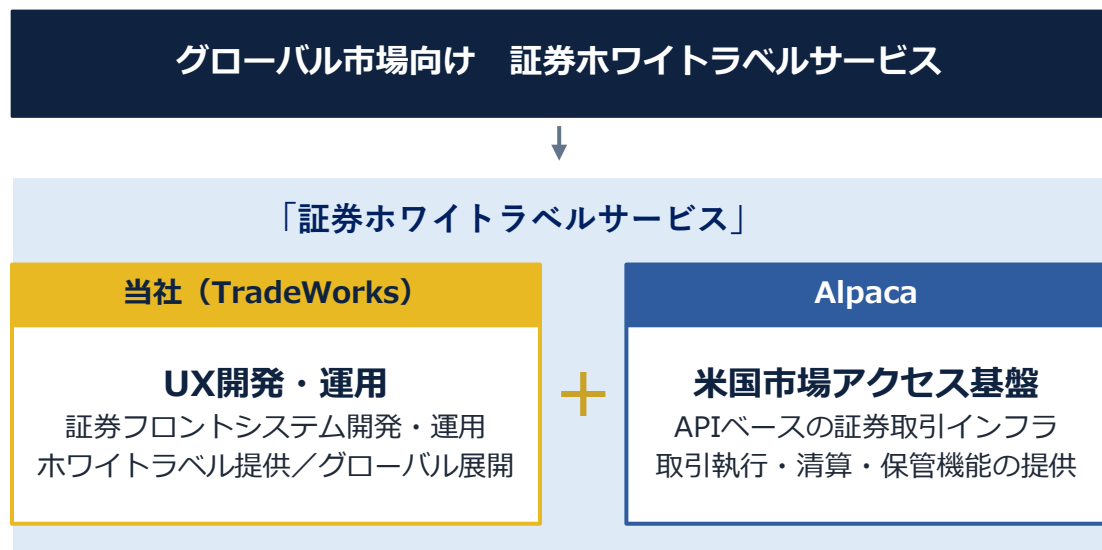 グローバル市場向け　証券ホワイトラベルサービス
「証券ホワイトラベルサービス」
当社（TradeWorks）
UX開発・運用
証券フロントシステム開発・運用
ホワイトラベル提供／グローバル展開
＋
Alpaca
米国市場アクセス基盤
APIベースの証券取引インフラ
取引執行・清算・保管機能の提供